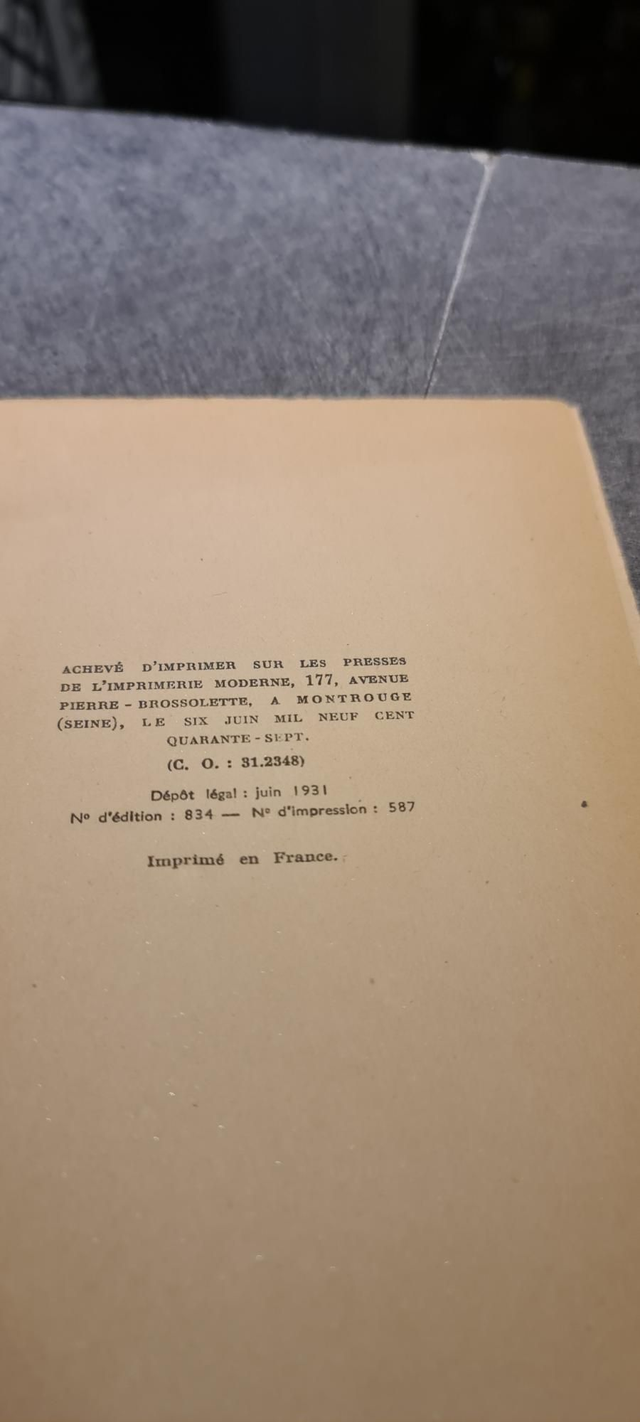 ACHEVÉ D'IMPRIMER SUR LES PRESSES
DE L'IMPRIMERIE MODERNE, 177, AVENUE
PIERRE - BROSSOLETTE, A MONTROUGE
(SEINE), LE SIX JUIN MIL NEUF CENT
QUARANTE - SEPT.
(C. O. : 31.2348)
Dépôt légal : juin 1931
Nº d'édition : 834 — Nº d'impression : 587
Imprimé en France.